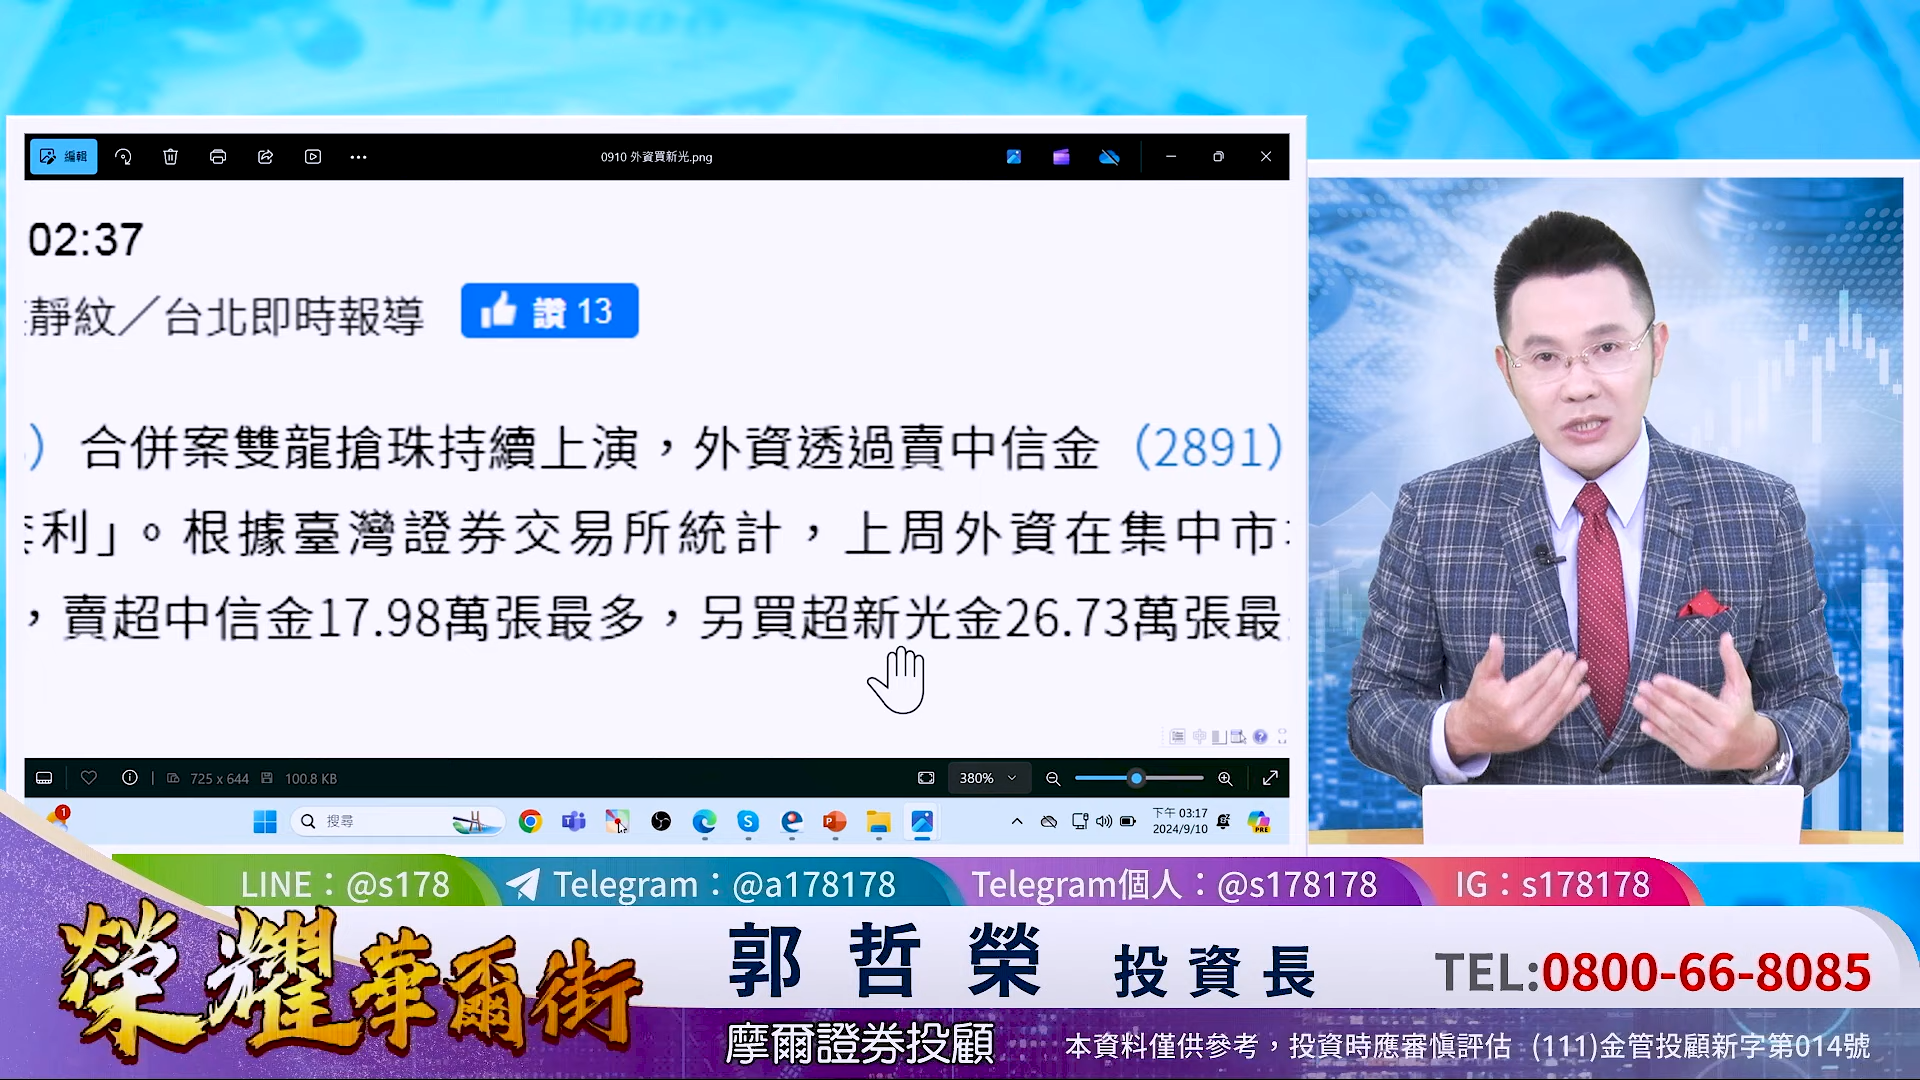 編輯
0910 外資買新光.png
02:37
靜紋／台北即時報導
讚 13
）合併案雙龍搶珠持續上演，外資透過賣中信金（2891）
利」。根據臺灣證券交易所統計，上周外資在集中市
，賣超中信金17.98萬張最多，另買超新光金26.73萬張最
725 x 644
100.8 KB
380%
1
搜尋
下午 03:17
2024/9/10
PRE
LINE：@s178
Telegram：@a178178
Telegram個人：@s178178
IG：s178178
榮耀華爾街
郭哲榮 投資長
TEL:0800-66-8085
摩爾證券投顧
本資料僅供參考，投資時應審慎評估 (111)金管投顧新字第014號